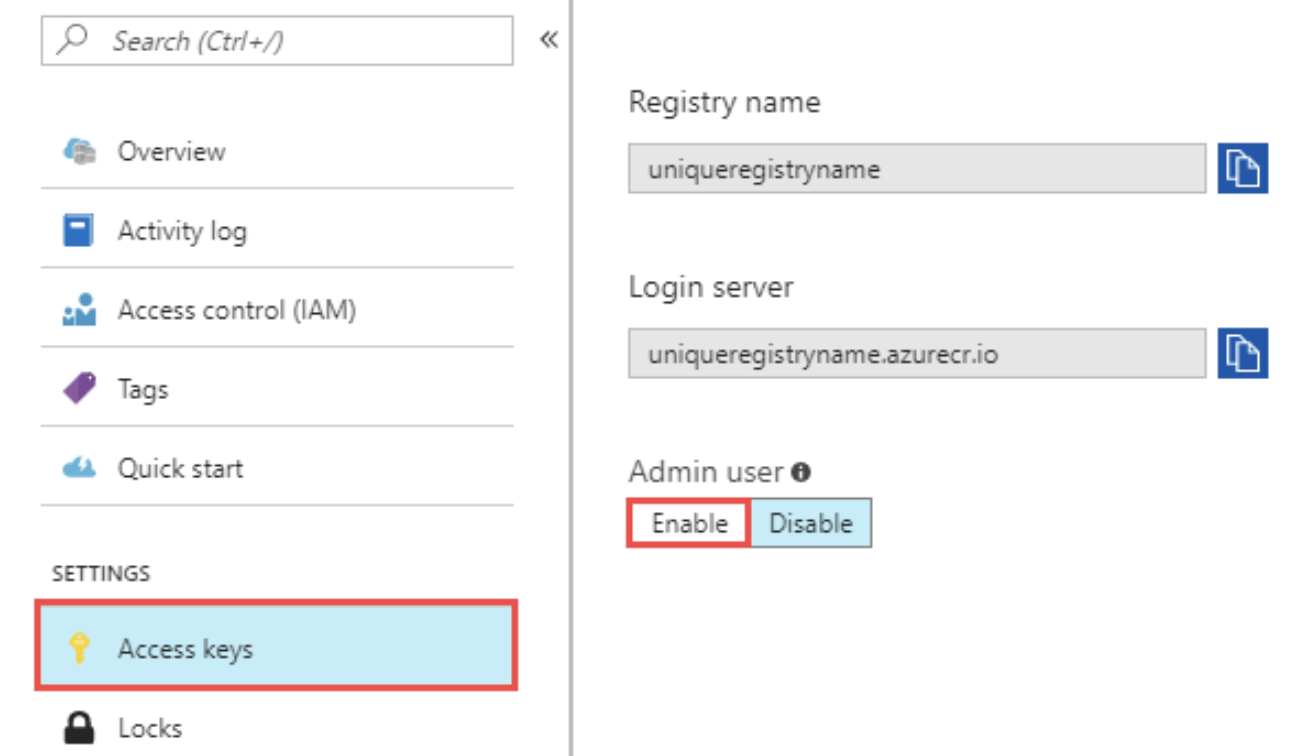 Search (Ctrl+/)
Overview
Activity log
Access control (IAM)
Tags
Quick start
SETTINGS
Access keys
Locks
Registry name
uniqueregistryname
Login server
uniqueregistryname.azurecr.io
Admin user
Enable Disable